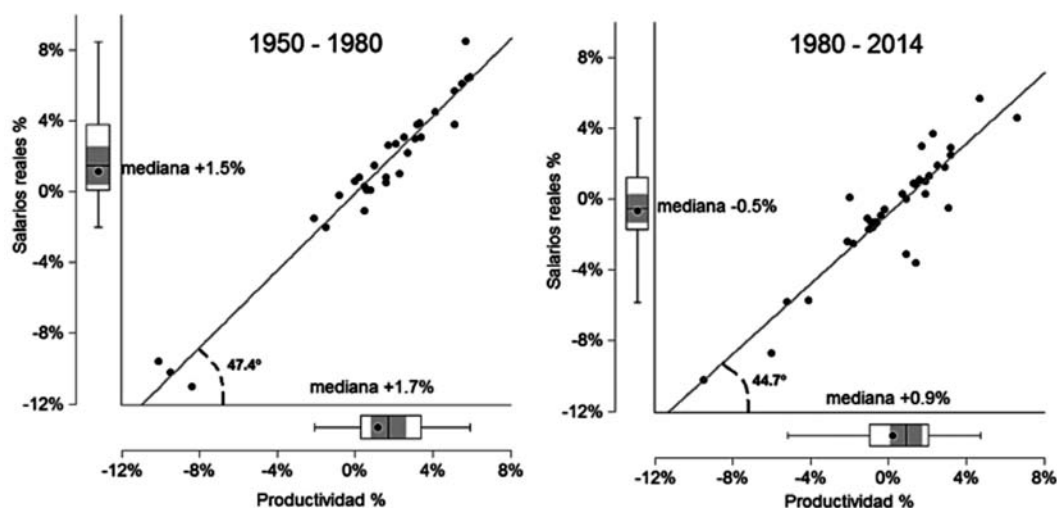 1950 - 1980
8%
4%
0%
-4%
-8%
-12%
Salarios reales %
mediana +1.5%
47.4º
mediana +1.7%
-12%
-8%
-4%
0%
4%
8%
Productividad %
1980 - 2014
8%
4%
0%
-4%
-8%
-12%
Salarios reales %
mediana -0.5%
44.7º
mediana +0.9%
-12%
-8%
-4%
0%
4%
8%
Productividad %